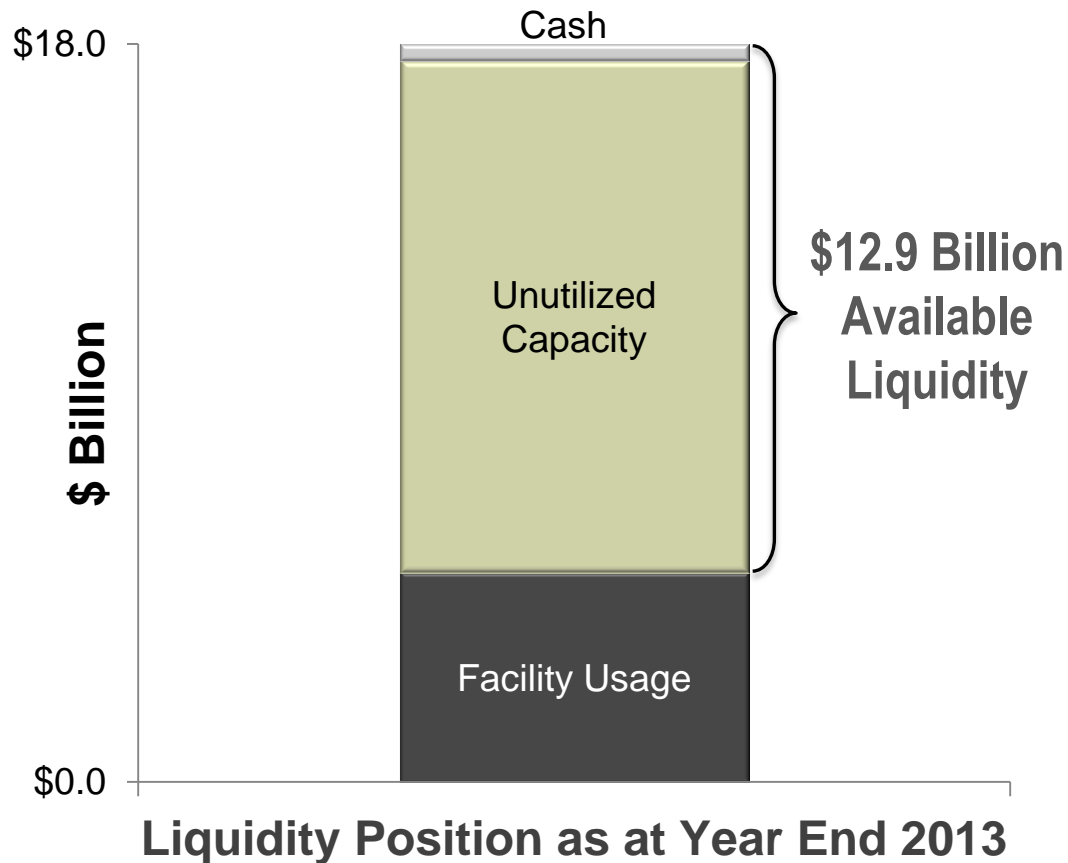 Cash
$18.0
Unutilized
Capacity
$12.9 Billion
Available
Liquidity
$ Billion
Facility Usage
$0.0
Liquidity Position as at Year End 2013